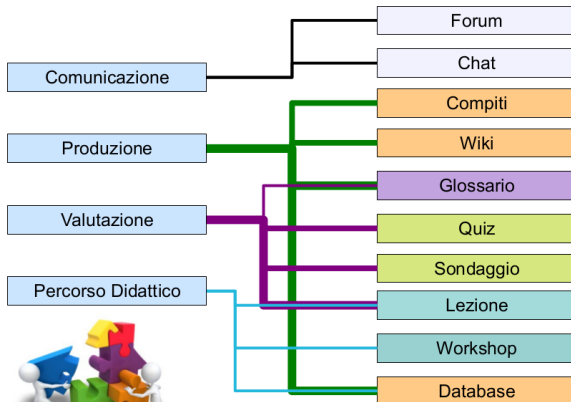 Comunicazione
Produzione
Valutazione
Percorso Didattico
Forum
Chat
Compiti
Wiki
Glossario
Quiz
Sondaggio
Lezione
Workshop
Database